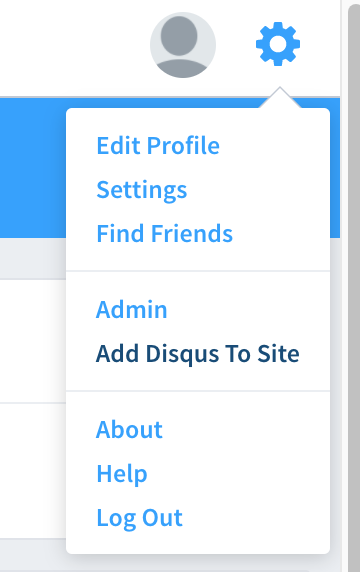 Edit Profile
Settings
Find Friends
Admin
Add Disqus To Site
About
Help
Log Out